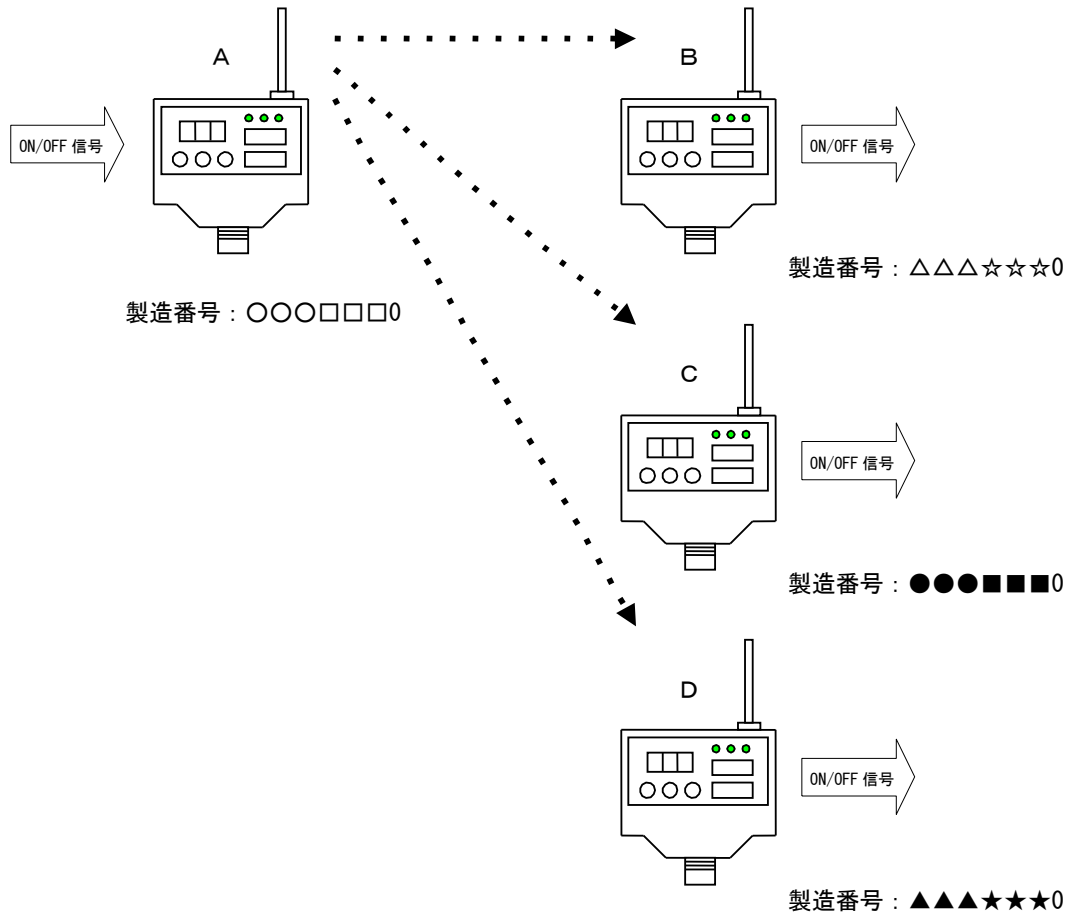 A
ON/OFF 信号
製造番号:○○○□□□0
B
ON/OFF 信号
製造番号:△△△☆☆☆0
C
ON/OFF 信号
製造番号:●●●■■■0
D
ON/OFF 信号
製造番号:▲▲▲★★★0